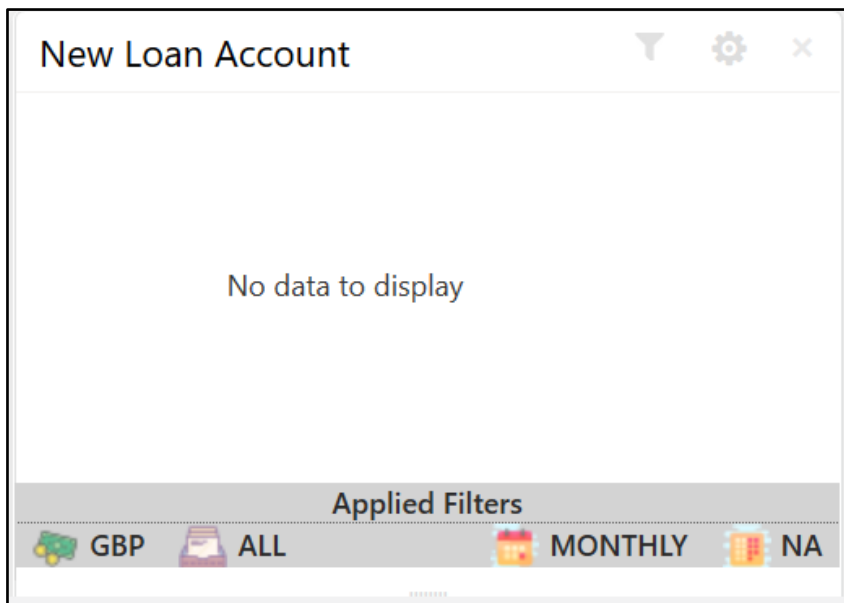 New Loan Account
No data to display
Applied Filters
GBP ALL MONTHLY NA